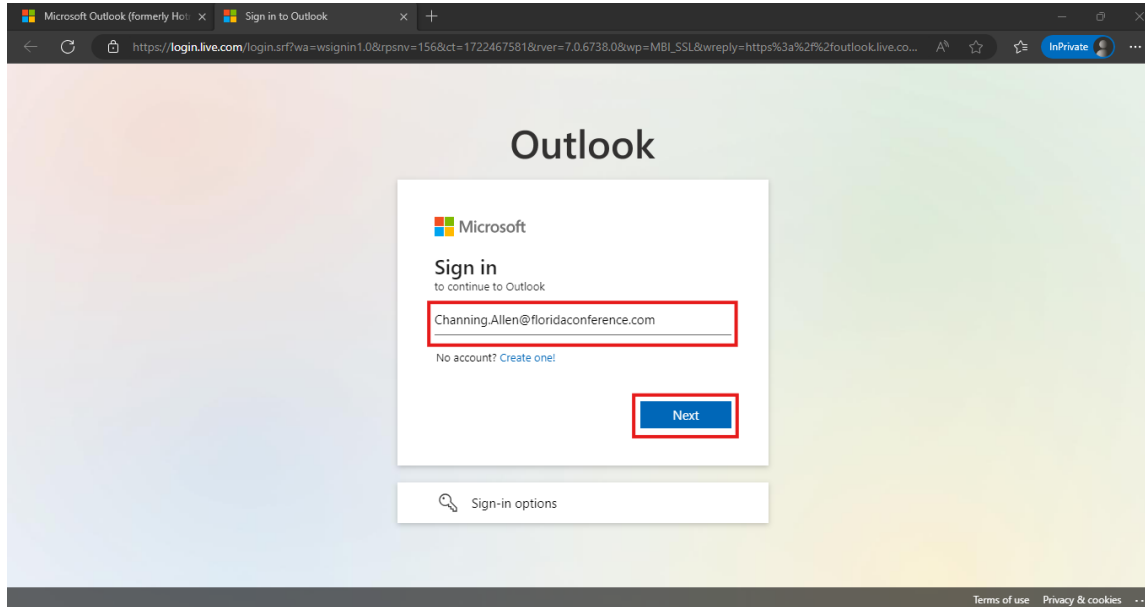 Microsoft Outlook (formerly Hot
Sign in to Outlook
https://login.live.com/login.srf?wa=wsignin1.0&rpsnv=156&ct=1722467581&rver=7.0.6738.0&wp=MBI_SSL&wreply=https%3a%2f%2foutlook.live.co...
InPrivate
Outlook
Microsoft
Sign in
to continue to Outlook
Channing.Allen@floridaconference.com
No account? Create one!
Next
Sign-in options
Terms of use Privacy & cookies